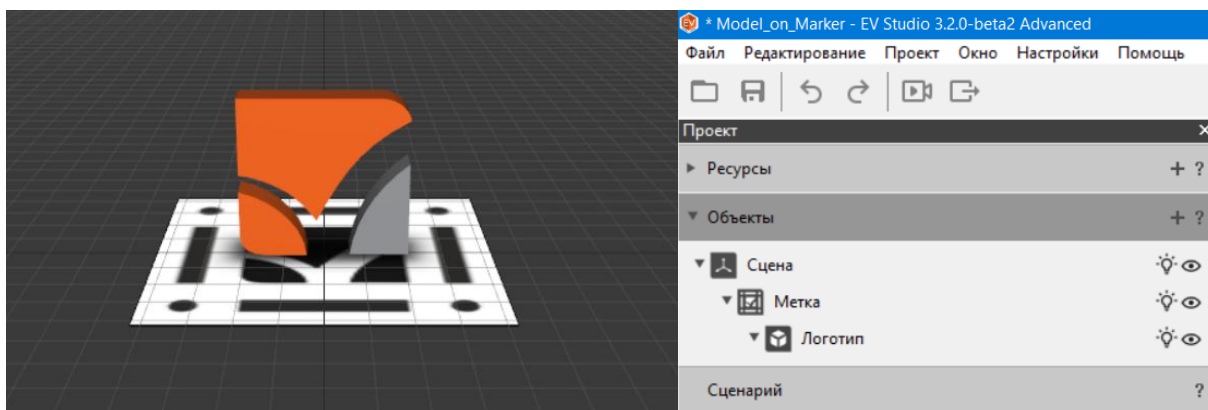 * Model_on_Marker - EV Studio 3.2.0-beta2 Advanced
Файл Редактирование Проект Окно Настройки Помощь
Проект
Ресурсы + ?
Объекты + ?
Сцена
Метка
Логотип
Сценарий ?